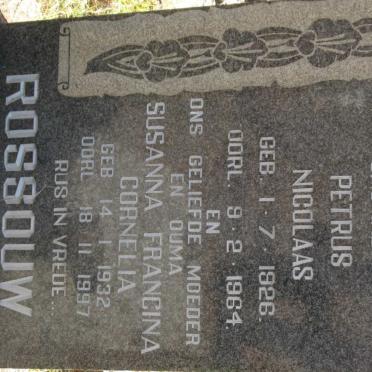 PETRUS
NICOLAAS
GEB. 1·7·1926.
OORL. 9·2·1964.
EN
ONS GELIEFDE MOEDER
EN OUMA
SUSANNA FRANCINA
CORNELIA
GEB 14·1·1932
OORL 18·11·1997
RUS IN VREDE...
ROSSOUW